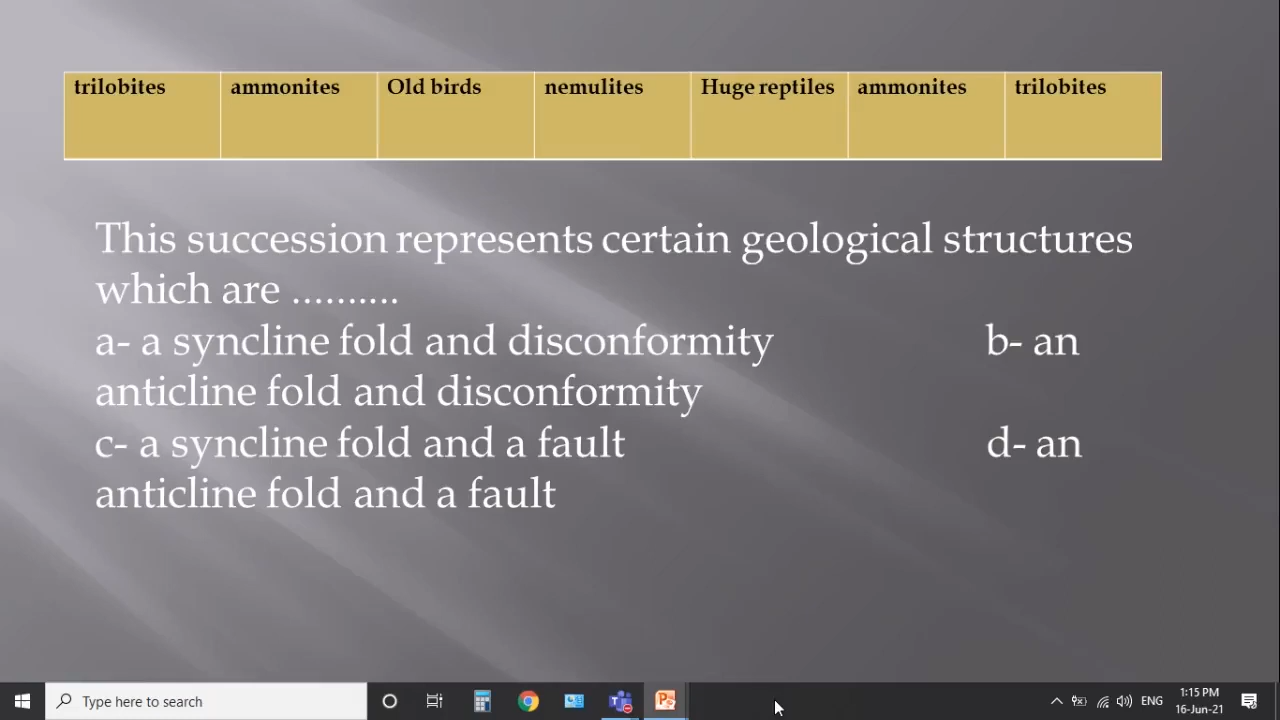 trilobites ammonites Old birds nemulites Huge reptiles ammonites trilobites
This succession represents certain geological structures
which are ..........
a- a syncline fold and disconformity b- an
anticline fold and disconformity
c- a syncline fold and a fault d- an
anticline fold and a fault
Type here to search
ENG
1:15 PM
16-Jun-21